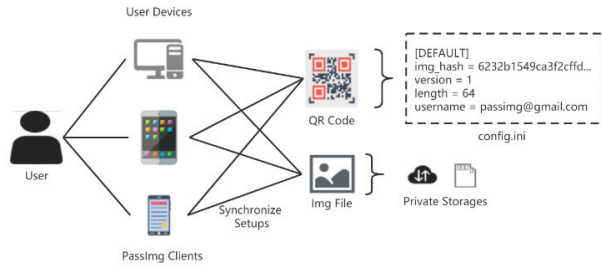 User Devices
[DEFAULT]
img_hash = 6232b1549ca3f2cffd...
version = 1
length = 64
username = passimg@gmail.com
QR Code
config.ini
User
Synchronize
Setups
Img File
Private Storages
PassImg Clients